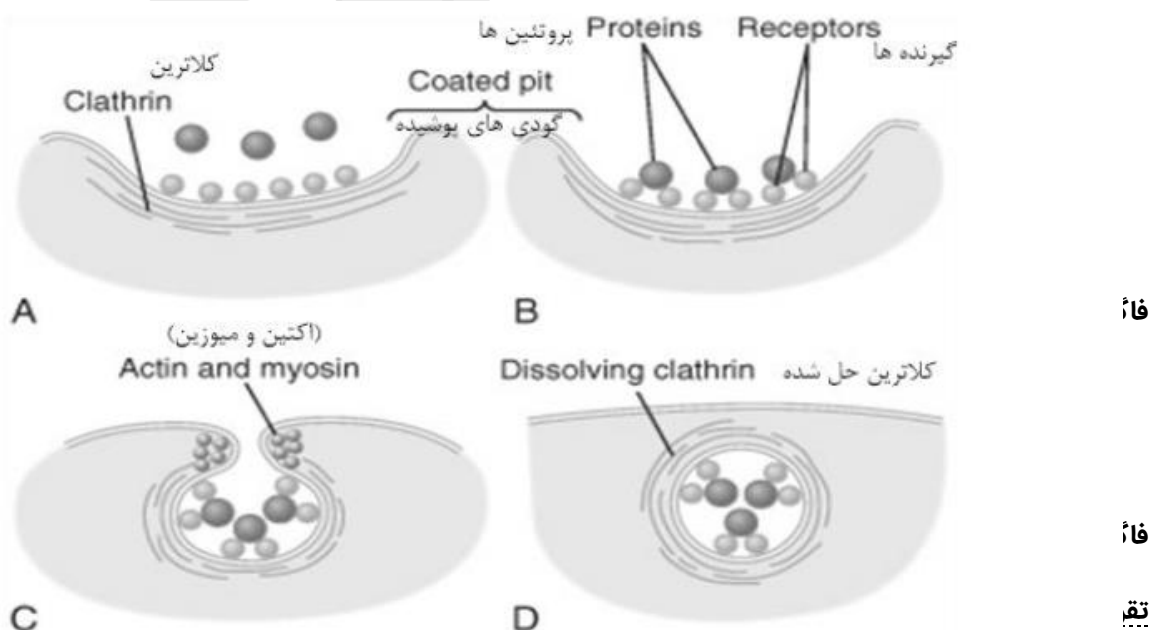 پروتئین ها Proteins Receptors گیرنده ها
کلاترین
Clathrin
Coated pit
گودی های پوشیده
A
B
(اکتین و میوزین)
Actin and myosin
Dissolving clathrin کلاترین حل شده
C
D